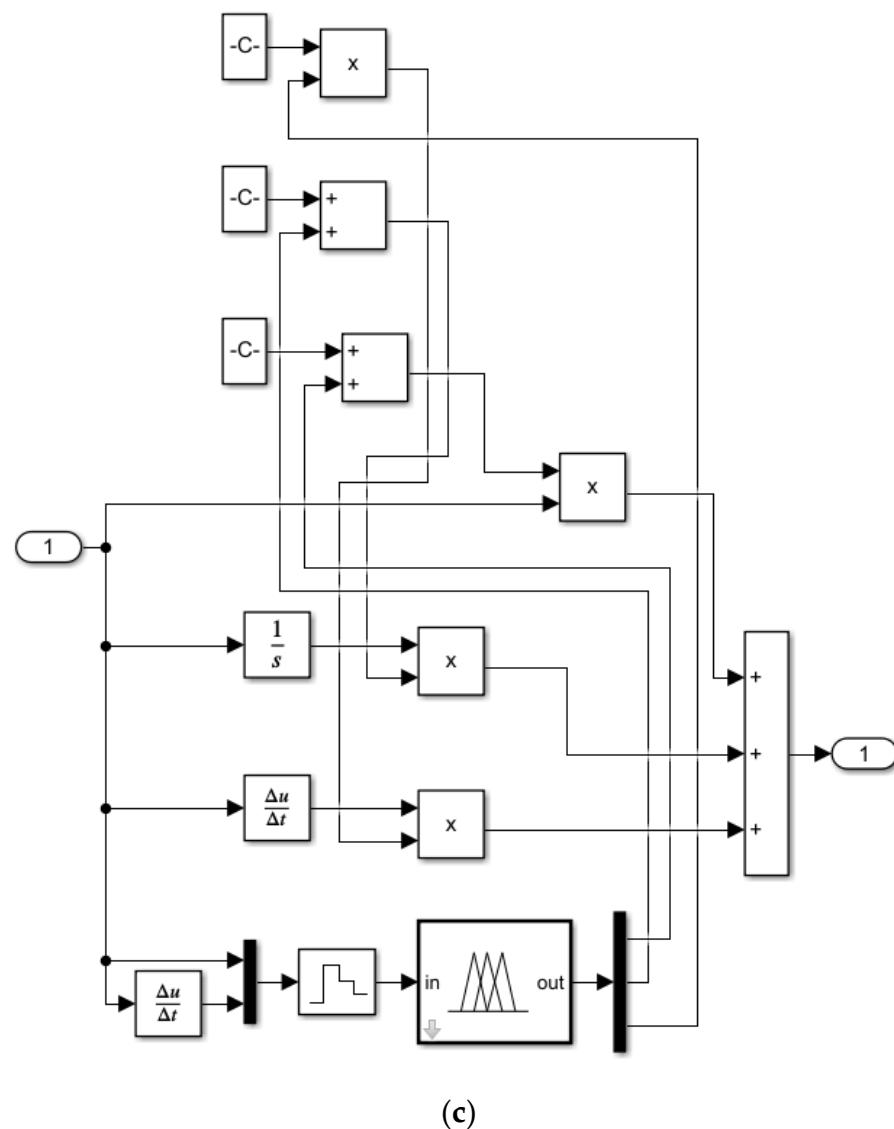 -C-
x
-C-
+
+
-C-
+
+
x
1
1
s
x
+
+
1
Δu
Δt
x
+
in
out
Δu
Δt
(c)